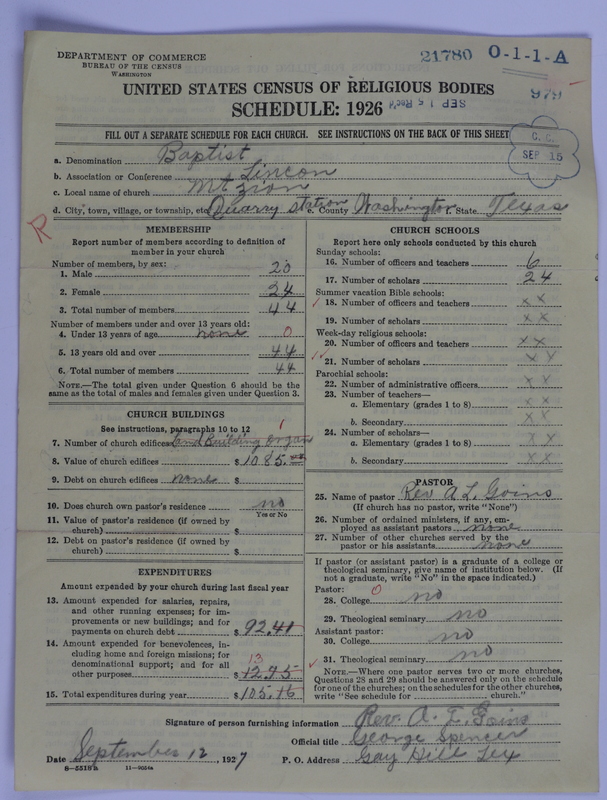 DEPARTMENT OF COMMERCE
BUREAU OF THE CENSUS
WASHINGTON
21780 O-1-1-A
979
UNITED STATES CENSUS OF RELIGIOUS BODIES
SCHEDULE: 1926
SEP 15 Rec'd
FILL OUT A SEPARATE SCHEDULE FOR EACH CHURCH. SEE INSTRUCTIONS ON THE BACK OF THIS SHEET
C. C.
SEP 15
a. Denomination Baptist
b. Association or Conference Lincon
c. Local name of church Mt zion
d. City, town, village, or township, etc Quarry station e. County Washington State Texas
R
MEMBERSHIP
Report number of members according to definition of
member in your church
Number of members, by sex:
1. Male 20
2. Female 24
3. Total number of members 44
Number of members under and over 13 years old:
4. Under 13 years of age none 0
5. 13 years old and over 44
6. Total number of members 44
NOTE.—The total given under Question 6 should be
same as the total of males and females given under Question 3.
CHURCH BUILDINGS
See instructions, paragraphs 10 to 12
1
7. Number of church edifices and Building organ
8. Value of church edifices $ 1085.00
9. Debt on church edifices none $
10. Does church own pastor's residence no
Yes or No
11. Value of pastor's residence (if owned by
church) $
12. Debt on pastor's residence (if owned by
church) $
EXPENDITURES
Amount expended by your church during last fiscal year
13. Amount expended for salaries, repairs,
and other running expenses; for im-
provements or new buildings; and for
payments on church debt $ 92.41
14. Amount expended for benevolences,
including home and foreign missions; for
denominational support; and for all
13
other purposes $ 12.95
15. Total expenditures during year $ 105.16
CHURCH SCHOOLS
Report here only schools conducted by this church
Sunday schools:
16. Number of officers and teachers 6
17. Number of scholars 24
Summer vacation Bible schools:
18. Number of officers and teachers x x
19. Number of scholars x x
Week-day religious schools:
20. Number of officers and teachers x x
21. Number of scholars x x
Parochial schools:
22. Number of administrative officers x x
23. Number of teachers—
a. Elementary (grades 1 to 8) x x
b. Secondary x x
24. Number of scholars—
a. Elementary (grades 1 to 8) x x
b. Secondary x x
PASTOR
25. Name of pastor Rev A L Goins
(If church has no pastor, write "None")
26. Number of ordained ministers, if any, em-
ployed as assistant pastors none
27. Number of other churches served by the
pastor or his assistants none
If pastor (or assistant pastor) is a graduate of a college or
theological seminary, give name of institution below. (If
not a graduate, write "No" in the space indicated.)
Pastor: 0
28. College no
29. Theological seminary no
Assistant pastor:
30. College no
31. Theological seminary no
NOTE.—Where one pastor serves two or more churches,
Questions 28 and 29 should be answered only on the schedule
for one of the churches; on the schedules for the other churches,
write "See schedule for church."
Signature of person furnishing information Rev. A. L. Goins
Official title George Spencer
Date September 12, 1927 P. O. Address Gay Hill Tex
8-5518a 11-9054a